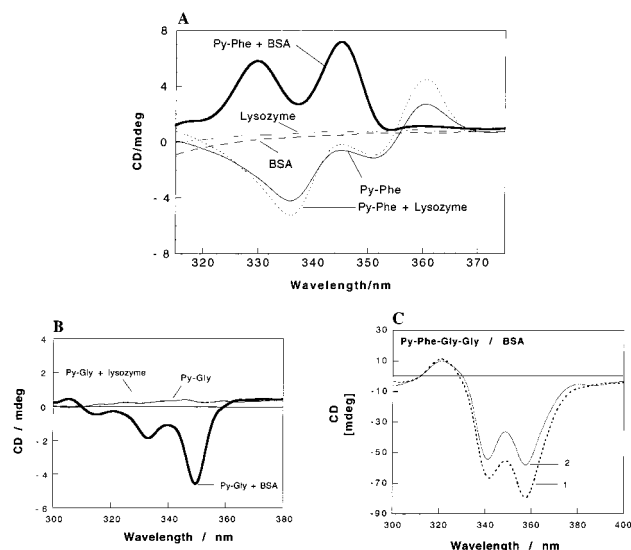 A
8
4
0
- 4
- 8
CD/mdeg
Py-Phe + BSA
Lysozyme
BSA
Py-Phe
Py-Phe + Lysozyme
320 330 340 350 360 370
Wavelength/nm
B
4
2
0
- 2
- 4
- 6
CD / mdeg
Py-Gly + lysozyme
Py-Gly
Py-Gly + BSA
300 320 340 360 380
Wavelength / nm
C
30
10
-10
-30
-50
-70
-90
CD
[mdeg]
Py-Phe-Gly-Gly / BSA
2
1
300 320 340 360 380 400
Wavelength / nm